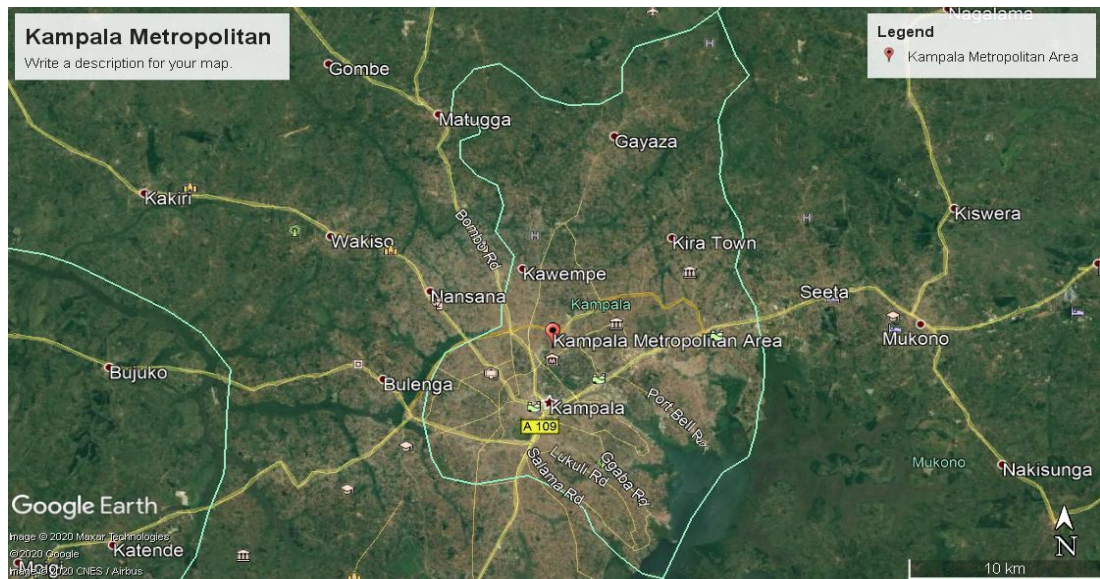 Kampala Metropolitan
Write a description for your map.
Legend
Kampala Metropolitan Area
Nagalama
Gombe
Matugga
Gayaza
Kakiri
Kiswera
Wakiso
Bombo Rd
Kira Town
Kawempe
Nansana
Kampala
Seeta
Kampala Metropolitan Area
Mukono
Bujuko
Bulenga
Kampala
Port Bell Rd
A 109
Lukuli Rd
Ggaba Rd
Salama Rd
Mukono
Nakisunga
Google Earth
Image © 2020 Maxar Technologies
© 2020 Google
Image © 2020 CNES / Airbus
Katende
Mpigi
N
10 km